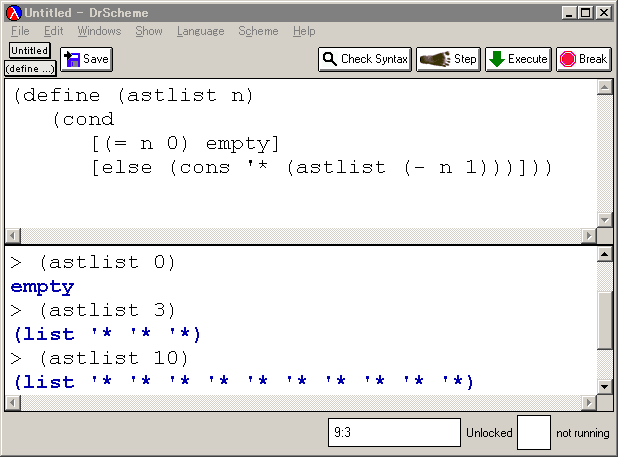 Untitled - DrScheme
File Edit Windows Show Language Scheme Help
Untitled
(define ...)
Save
Check Syntax
Step
Execute
Break
(define (astlist n)
(cond
[(= n 0) empty]
[else (cons '* (astlist (- n 1)))]))
> (astlist 0)
empty
> (astlist 3)
(list '* '* '*)
> (astlist 10)
(list '* '* '* '* '* '* '* '* '* '*)
9:3
Unlocked
not running